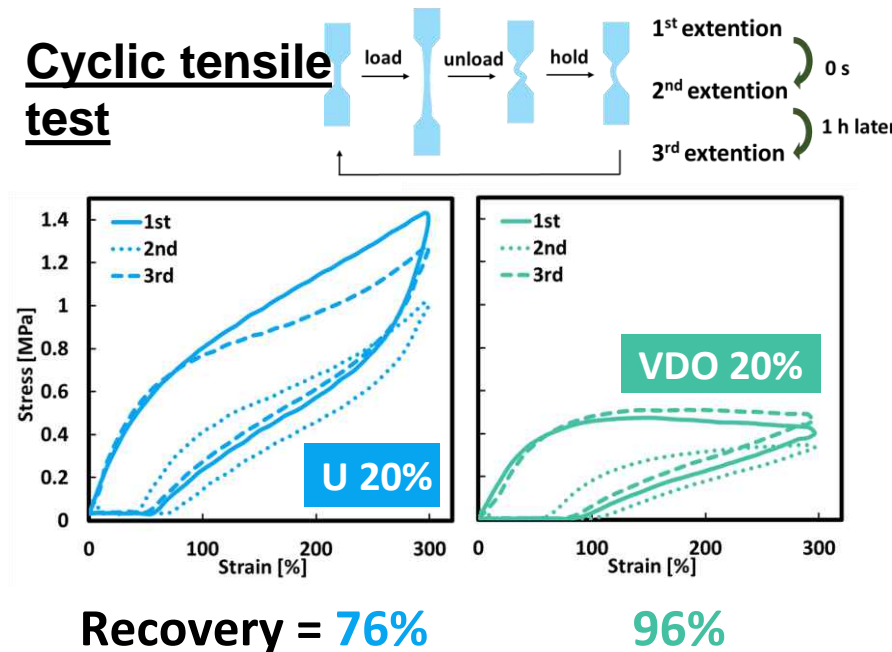 Cyclic tensile
test
load
unload
hold
1st extention
0 s
2nd extention
1 h later
3rd extention
1st
2nd
3rd
U 20%
Stress [MPa]
1.4
1.2
1
0.8
0.6
0.4
0.2
0
0
100
200
300
Strain [%]
1st
2nd
3rd
VDO 20%
0
100
200
300
Strain [%]
Recovery = 76%
96%